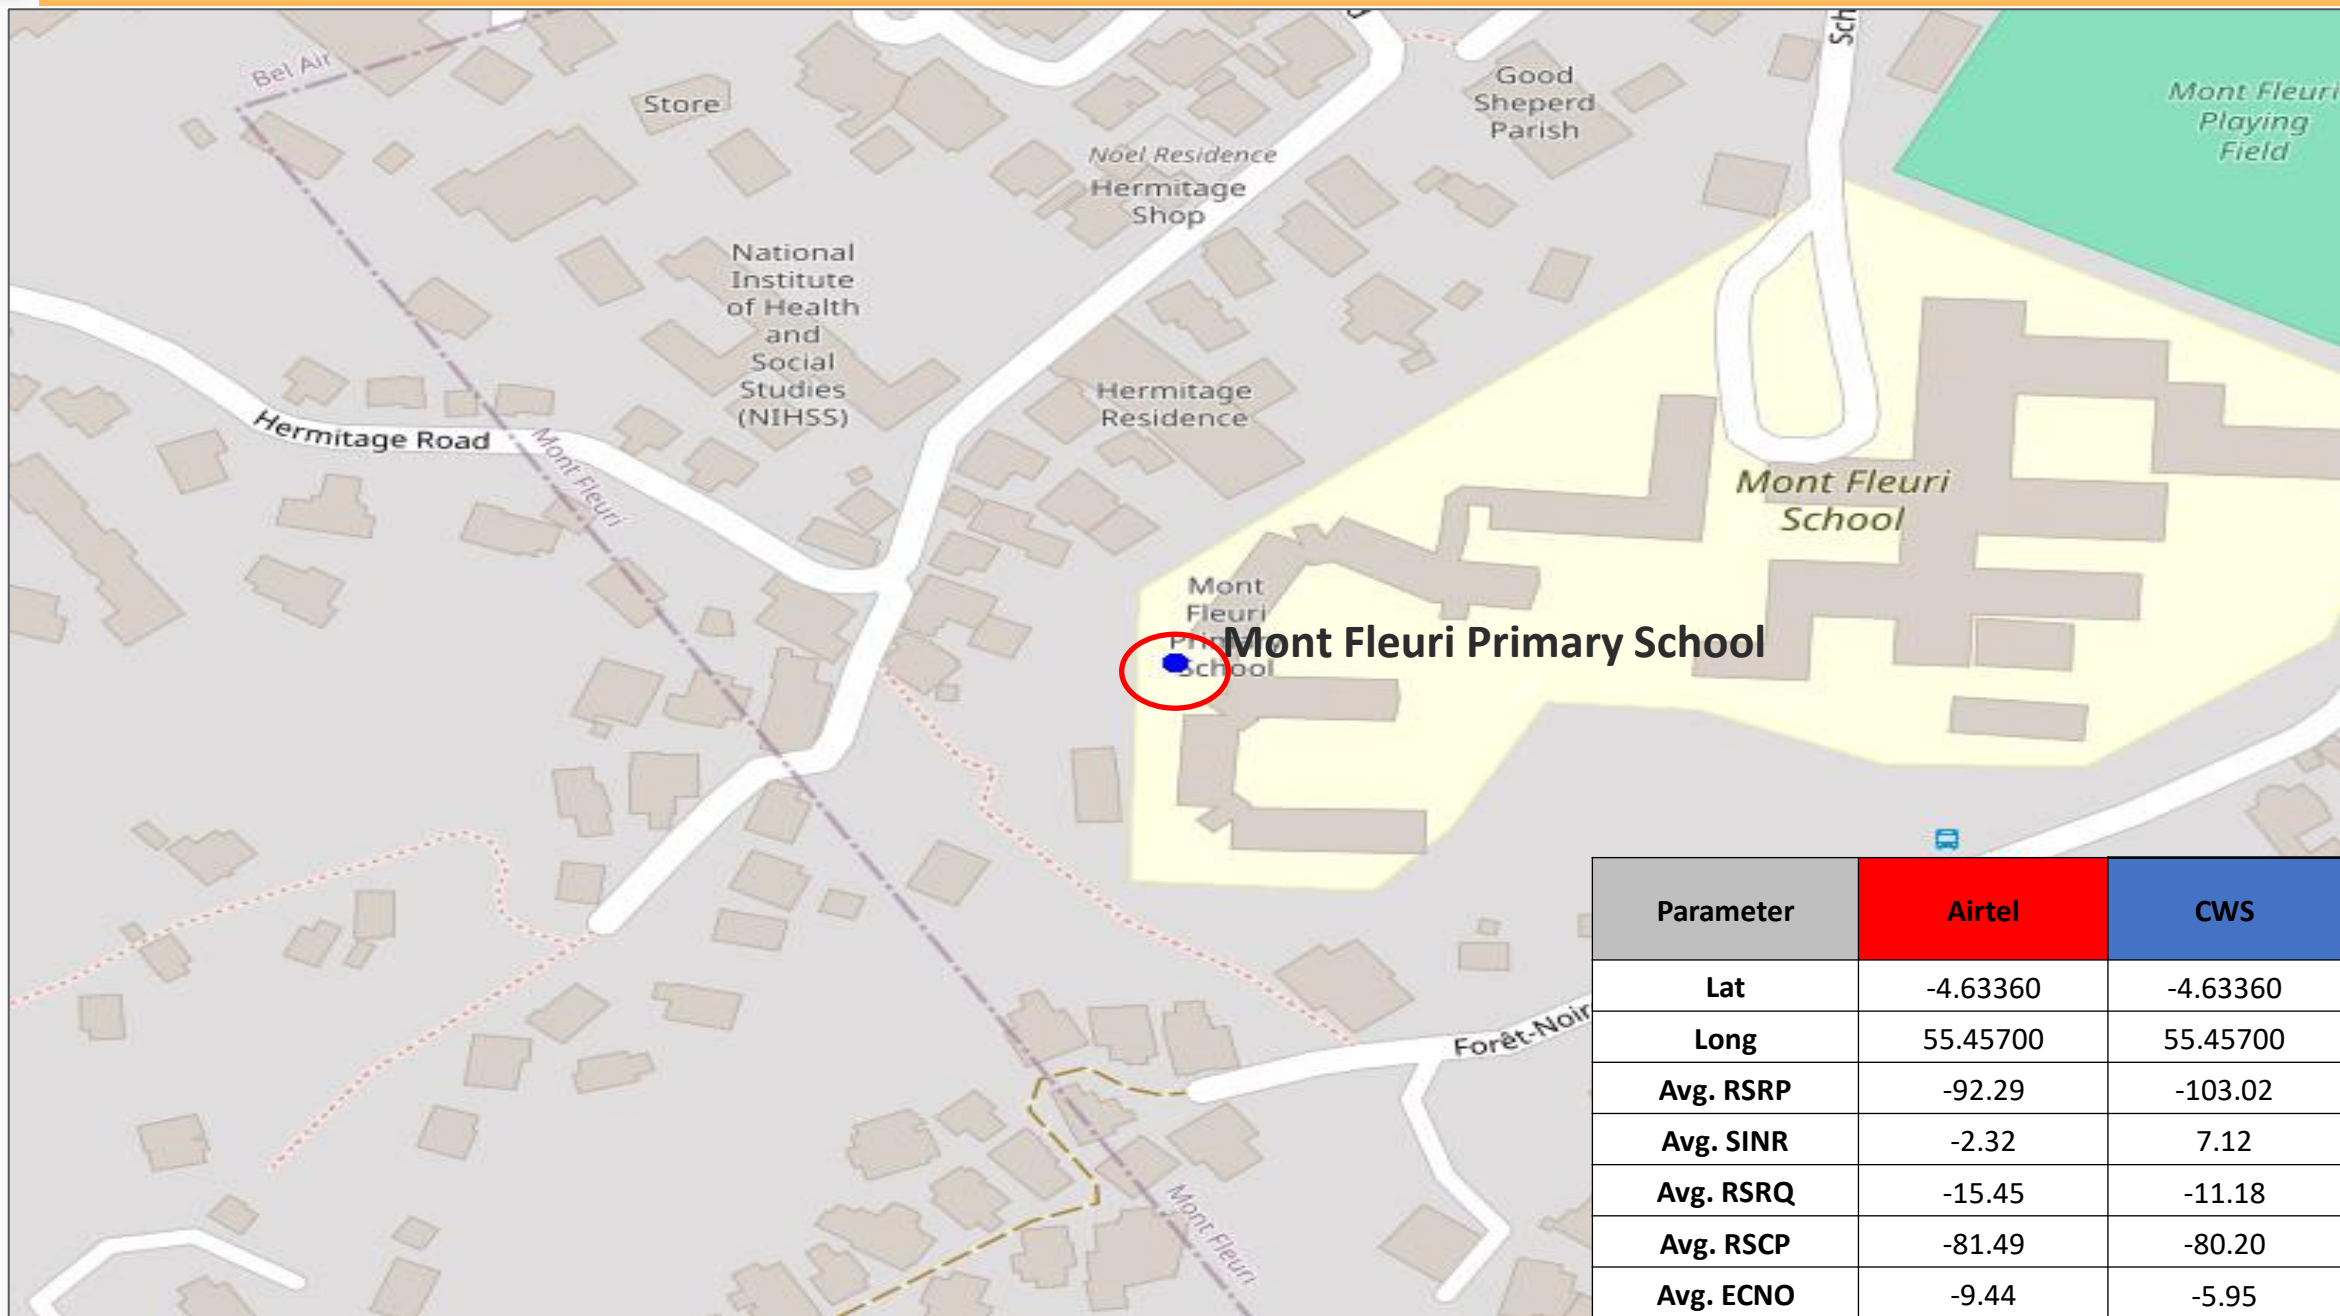 Bel Air
Store
Good
Sheperd
Parish
Sch
Mont Fleuri
Playing
Field
Noel Residence
Hermitage
Shop
National
Institute
of Health
and
Social
Studies
(NIHSS)
Hermitage
Residence
Hermitage Road
Mont Fleuri
Mont Fleuri
School
Mont
Fleuri
Primary
School
Mont Fleuri Primary School
Forêt-Noir
Mont Fleuri
Parameter Airtel CWS
Lat -4.63360 -4.63360
Long 55.45700 55.45700
Avg. RSRP -92.29 -103.02
Avg. SINR -2.32 7.12
Avg. RSRQ -15.45 -11.18
Avg. RSCP -81.49 -80.20
Avg. ECNO -9.44 -5.95